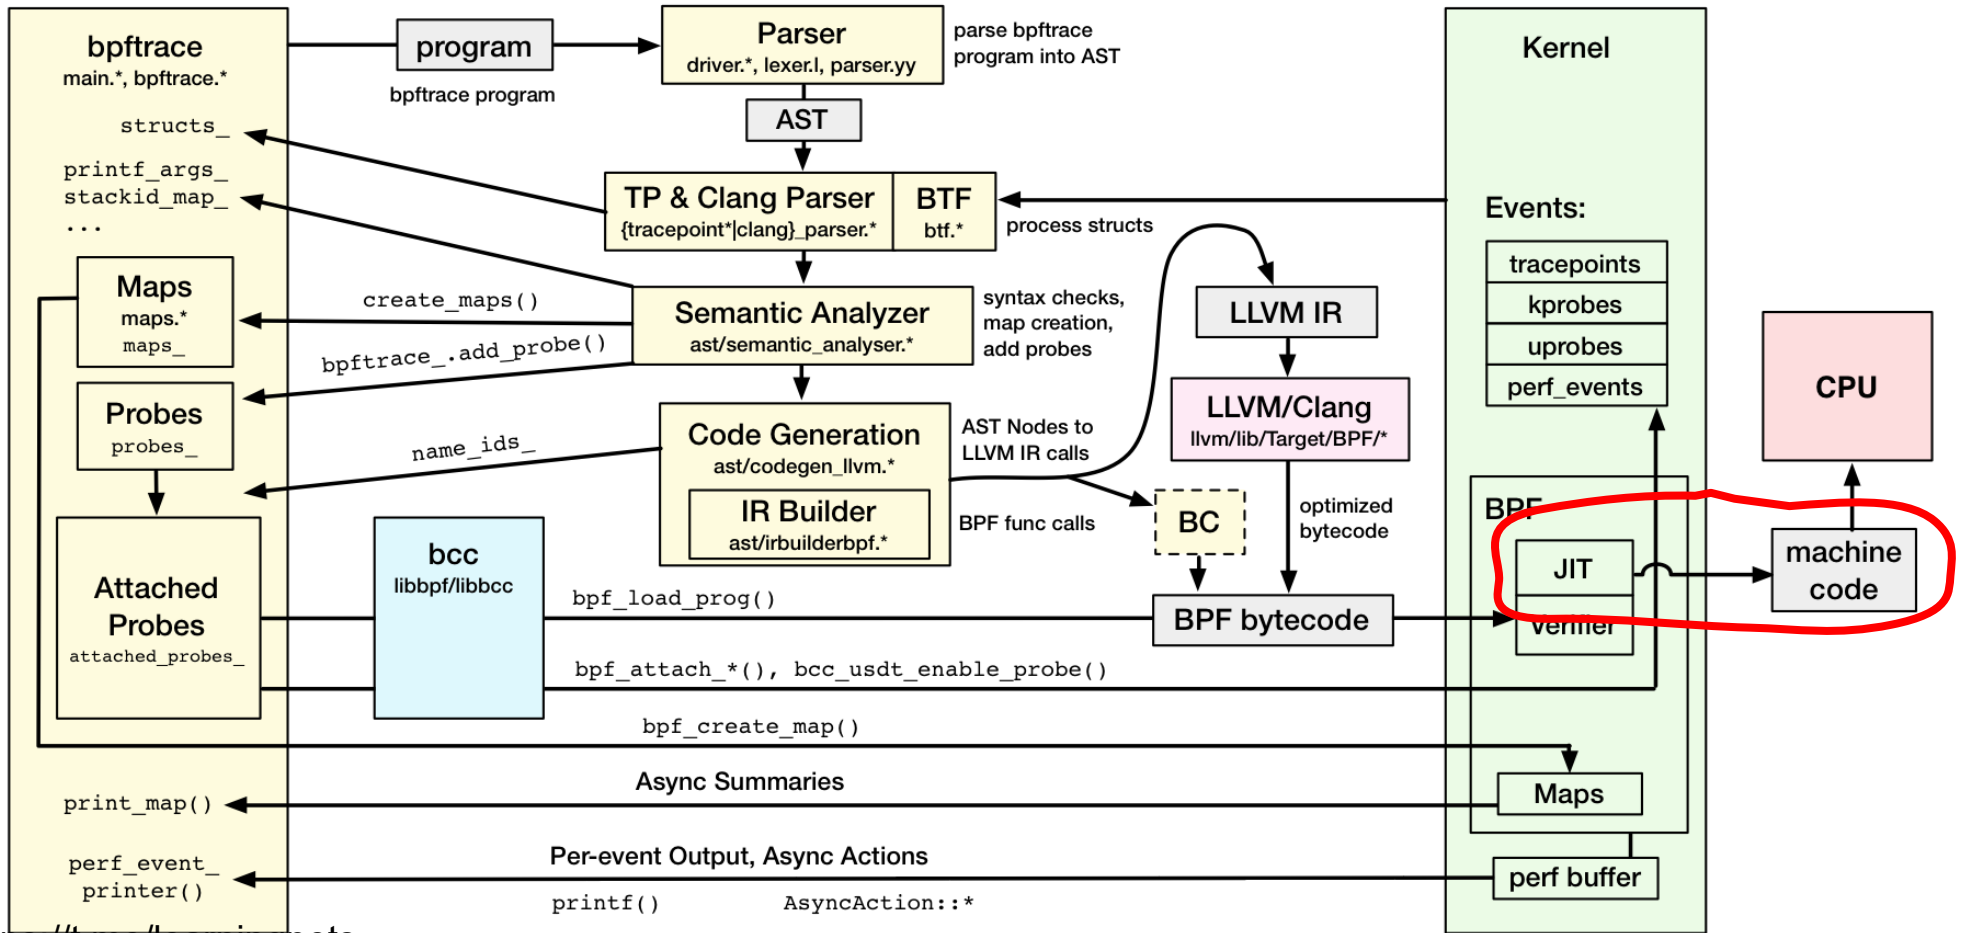 bpftrace
main.*, bpftrace.*
structs_
printf_args_
stackid_map_
...
Maps
maps.*
maps_
Probes
probes_
Attached
Probes
attached_probes_
print_map()
perf_event_
printer()
program
bpftrace program
Parser
driver.*, lexer.l, parser.yy
parse bpftrace
program into AST
AST
TP & Clang Parser
{tracepoint*|clang}_parser.*
BTF
btf.*
process structs
create_maps()
bpftrace_.add_probe()
Semantic Analyzer
ast/semantic_analyser.*
syntax checks,
map creation,
add probes
name_ids_
Code Generation
ast/codegen_llvm.*
IR Builder
ast/irbuilderbpf.*
AST Nodes to
LLVM IR calls
BPF func calls
LLVM IR
LLVM/Clang
llvm/lib/Target/BPF/*
BC
optimized
bytecode
bcc
libbpf/libbcc
bpf_load_prog()
BPF bytecode
bpf_attach_*(), bcc_usdt_enable_probe()
bpf_create_map()
Async Summaries
Per-event Output, Async Actions
printf()
AsyncAction::*
Kernel
Events:
tracepoints
kprobes
uprobes
perf_events
BPF
JIT
Verifier
Maps
perf buffer
CPU
machine
code